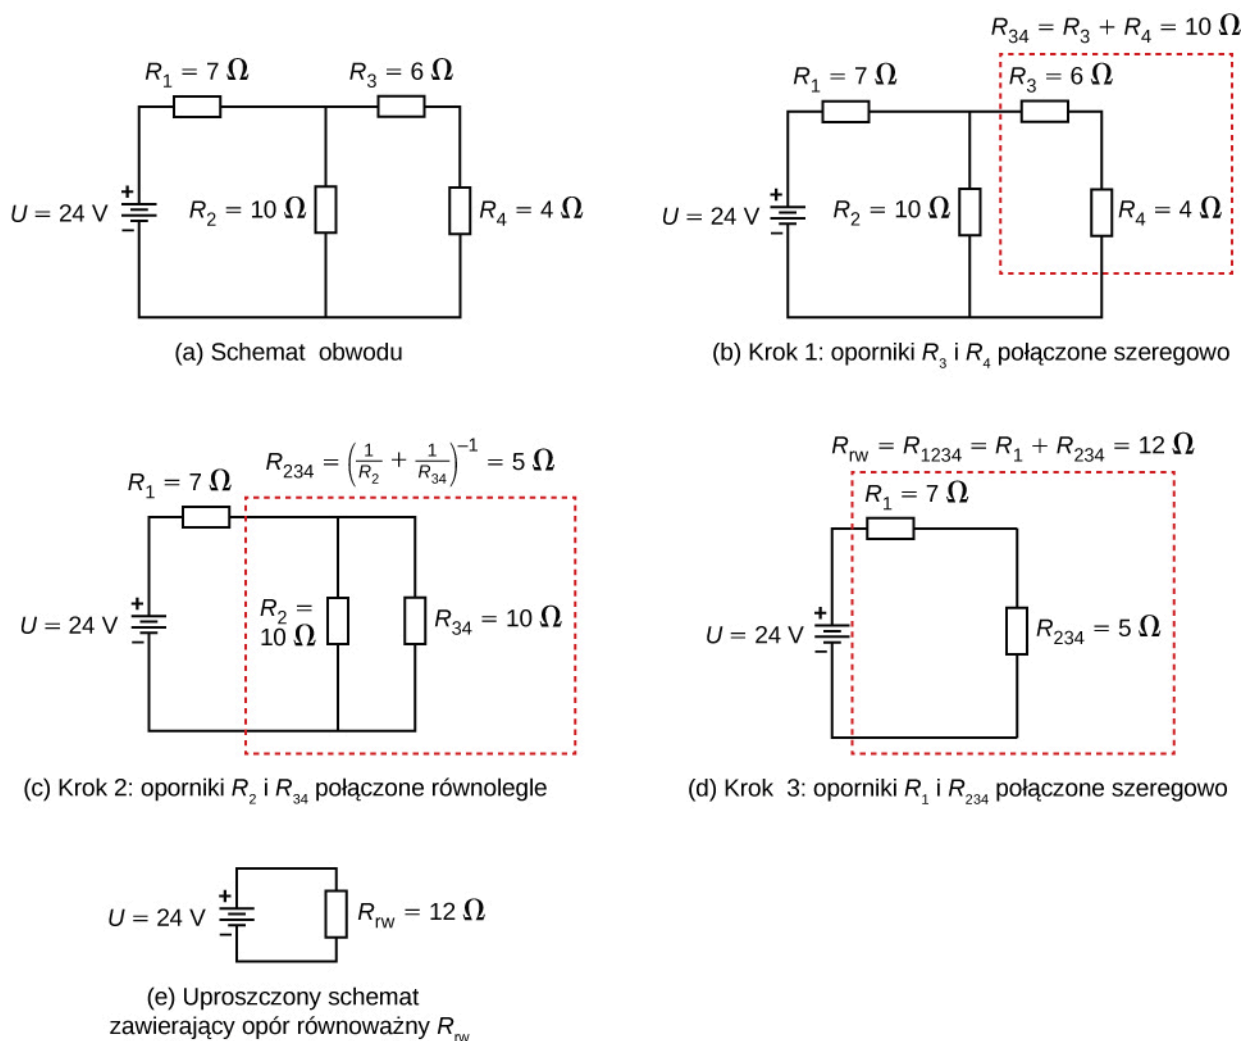 R₁ = 7 Ω
R₃ = 6 Ω
U = 24 V
R₂ = 10 Ω
R₄ = 4 Ω
(a) Schemat obwodu
R₃₄ = R₃ + R₄ = 10 Ω
R₁ = 7 Ω
R₃ = 6 Ω
U = 24 V
R₂ = 10 Ω
R₄ = 4 Ω
(b) Krok 1: oporniki R₃ i R₄ połączone szeregowo
R₂₃₄ = (1/R₂ + 1/R₃₄)⁻¹ = 5 Ω
R₁ = 7 Ω
U = 24 V
R₂ =
10 Ω
R₃₄ = 10 Ω
(c) Krok 2: oporniki R₂ i R₃₄ połączone równolegle
R_rw = R₁₂₃₄ = R₁ + R₂₃₄ = 12 Ω
R₁ = 7 Ω
U = 24 V
R₂₃₄ = 5 Ω
(d) Krok 3: oporniki R₁ i R₂₃₄ połączone szeregowo
U = 24 V
R_rw = 12 Ω
(e) Uproszczony schemat
zawierający opór równoważny R_rw